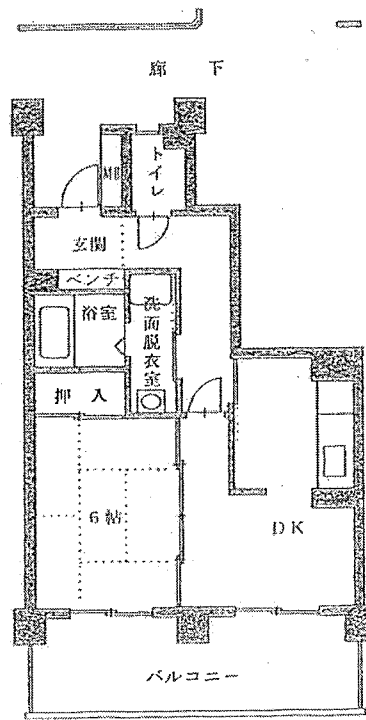 廊下
MB
トイレ
玄関
ベンチ
浴室
洗面脱衣室
押入
6帖
DK
バルコニー